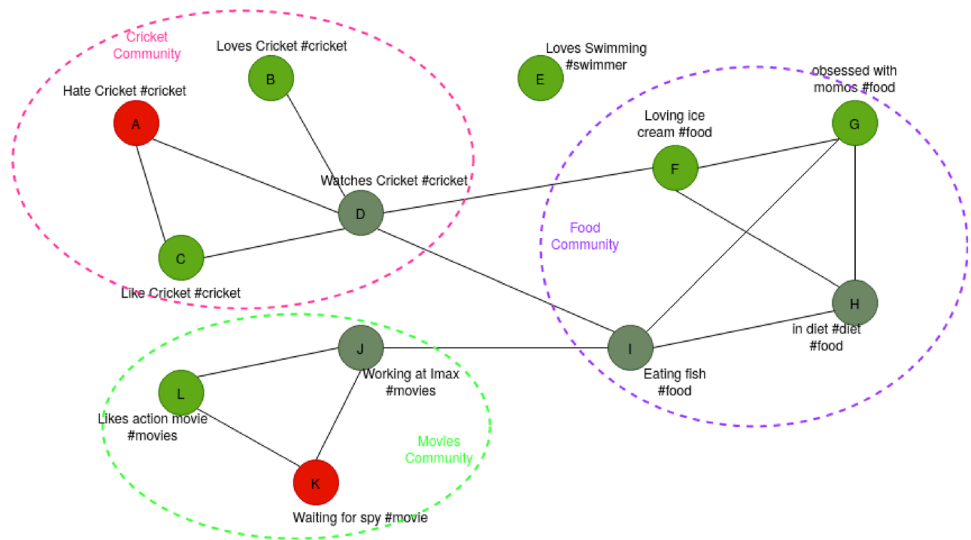 Cricket
Community
Loves Cricket #cricket
B
Hate Cricket #cricket
A
Watches Cricket #cricket
D
C
Like Cricket #cricket
Loves Swimming
#swimmer
E
obsessed with
momos #food
G
Loving ice
cream #food
F
Food
Community
H
in diet #diet
#food
I
Eating fish
#food
J
Working at Imax
#movies
L
Likes action movie
#movies
Movies
Community
K
Waiting for spy #movie